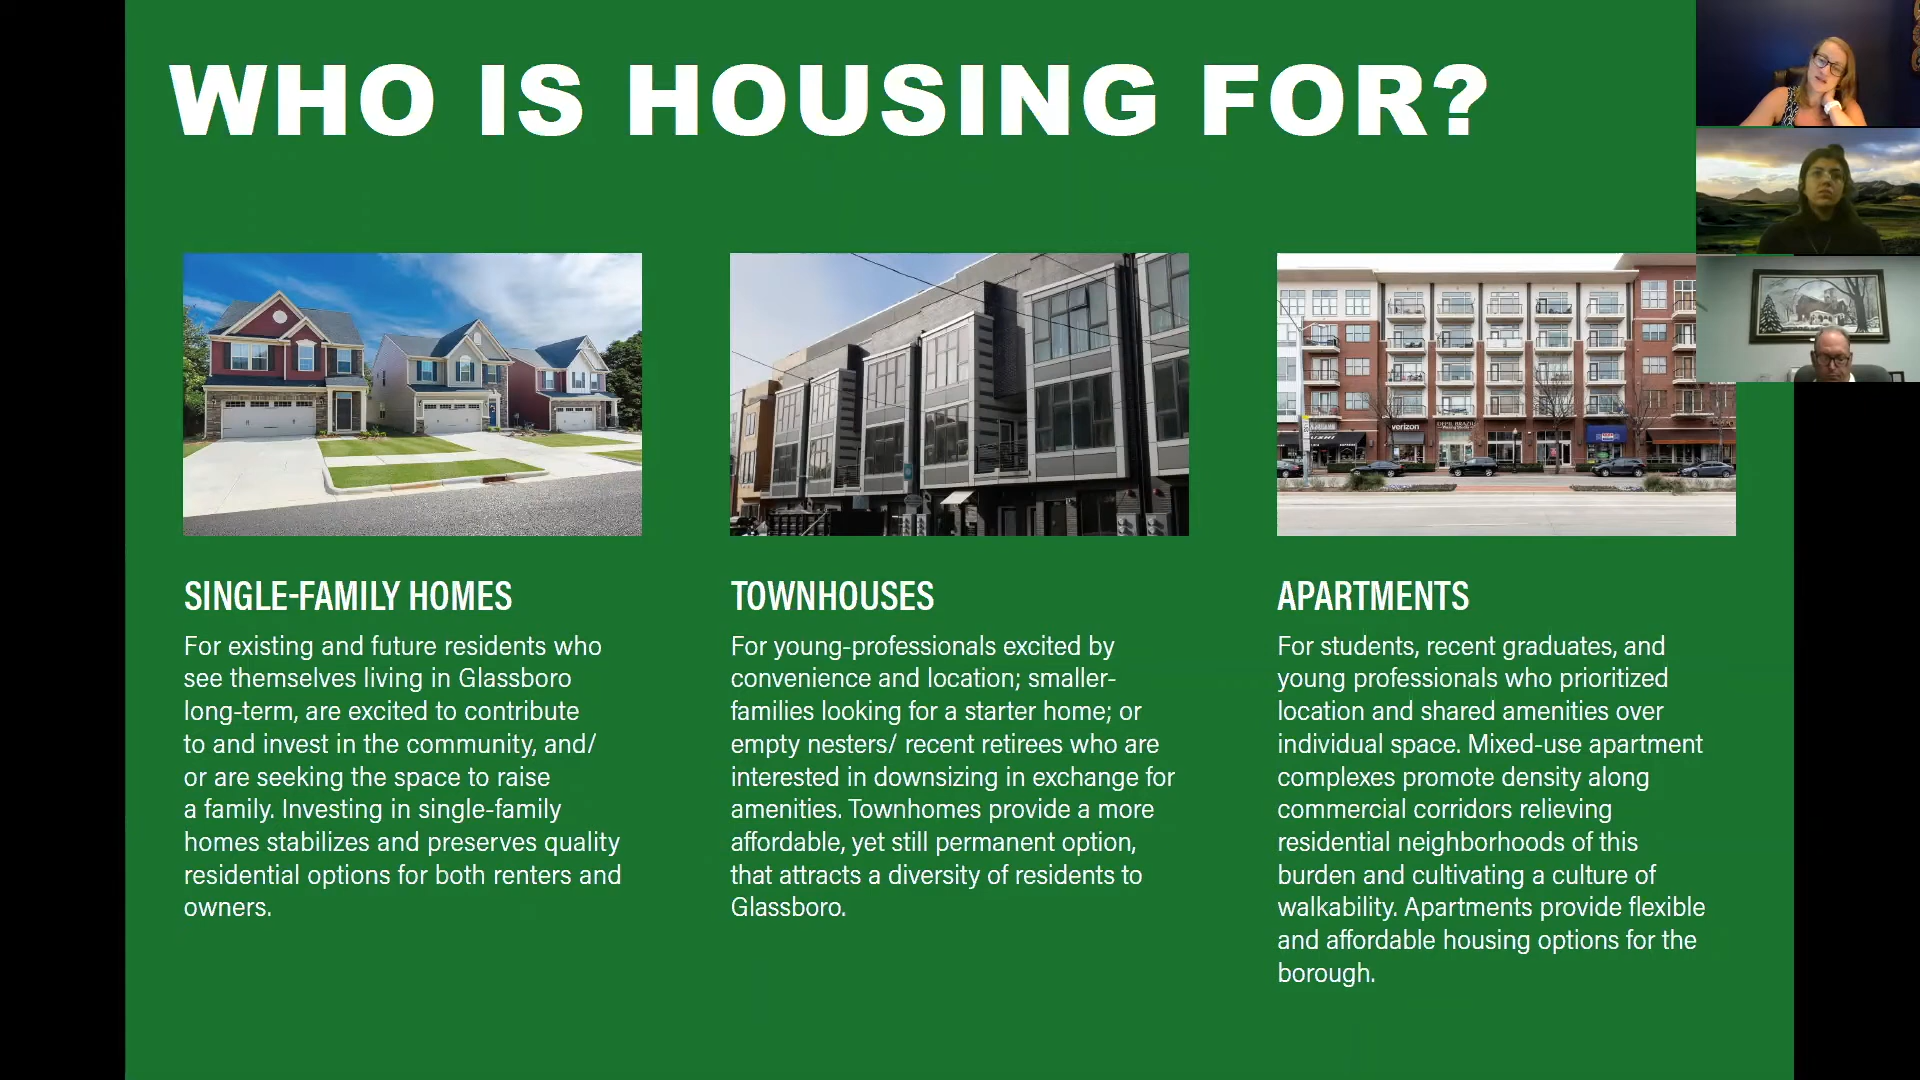 WHO IS HOUSING FOR?
verizon
SINGLE-FAMILY HOMES
For existing and future residents who
see themselves living in Glassboro
long-term, are excited to contribute
to and invest in the community, and/
or are seeking the space to raise
a family. Investing in single-family
homes stabilizes and preserves quality
residential options for both renters and
owners.
TOWNHOUSES
For young-professionals excited by
convenience and location; smaller-
families looking for a starter home; or
empty nesters/ recent retirees who are
interested in downsizing in exchange for
amenities. Townhomes provide a more
affordable, yet still permanent option,
that attracts a diversity of residents to
Glassboro.
APARTMENTS
For students, recent graduates, and
young professionals who prioritized
location and shared amenities over
individual space. Mixed-use apartment
complexes promote density along
commercial corridors relieving
residential neighborhoods of this
burden and cultivating a culture of
walkability. Apartments provide flexible
and affordable housing options for the
borough.